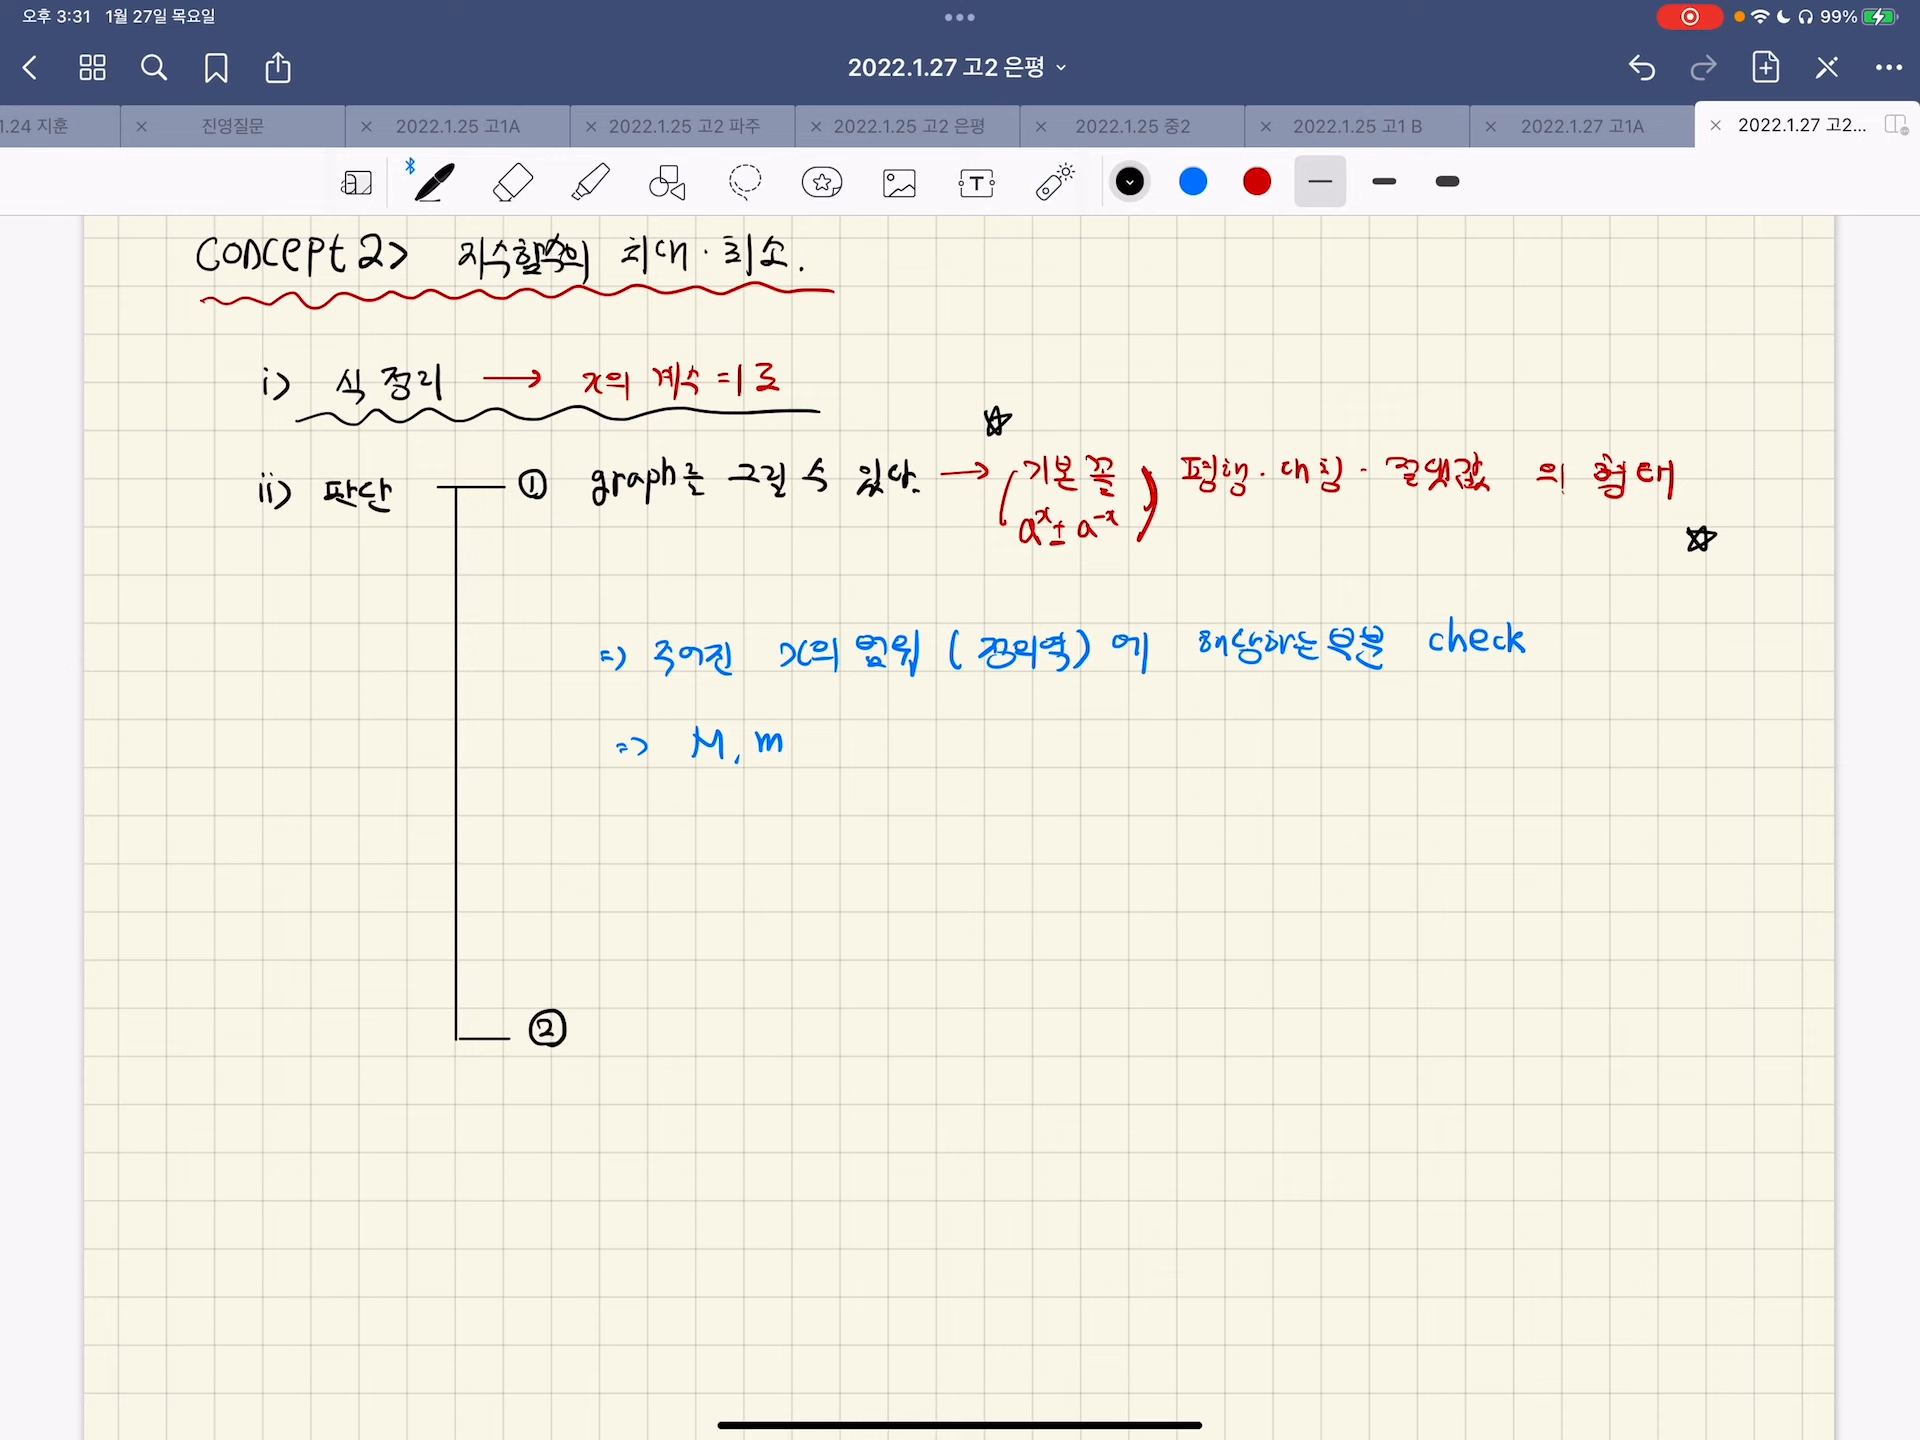 오후 3:31 1월 27일 목요일
99%
2022.1.27 고2 은평
1.24 지훈
진영질문
2022.1.25 고1A
2022.1.25 고2 파주
2022.1.25 고2 은평
2022.1.25 중2
2022.1.25 고1 B
2022.1.27 고1A
2022.1.27 고2...
Concept 2> 지수함수의 최대·최소.
i) 식 정리 → x의 계수 =1로
ii) 판단 ① graph를 그릴 수 있다. → (기본 꼴 a^x ± a^-x) 평행·대칭·절댓값 의 형태
=> 주어진 x의 범위 (정의역)에 해당하는 부분 check
=> M, m
②